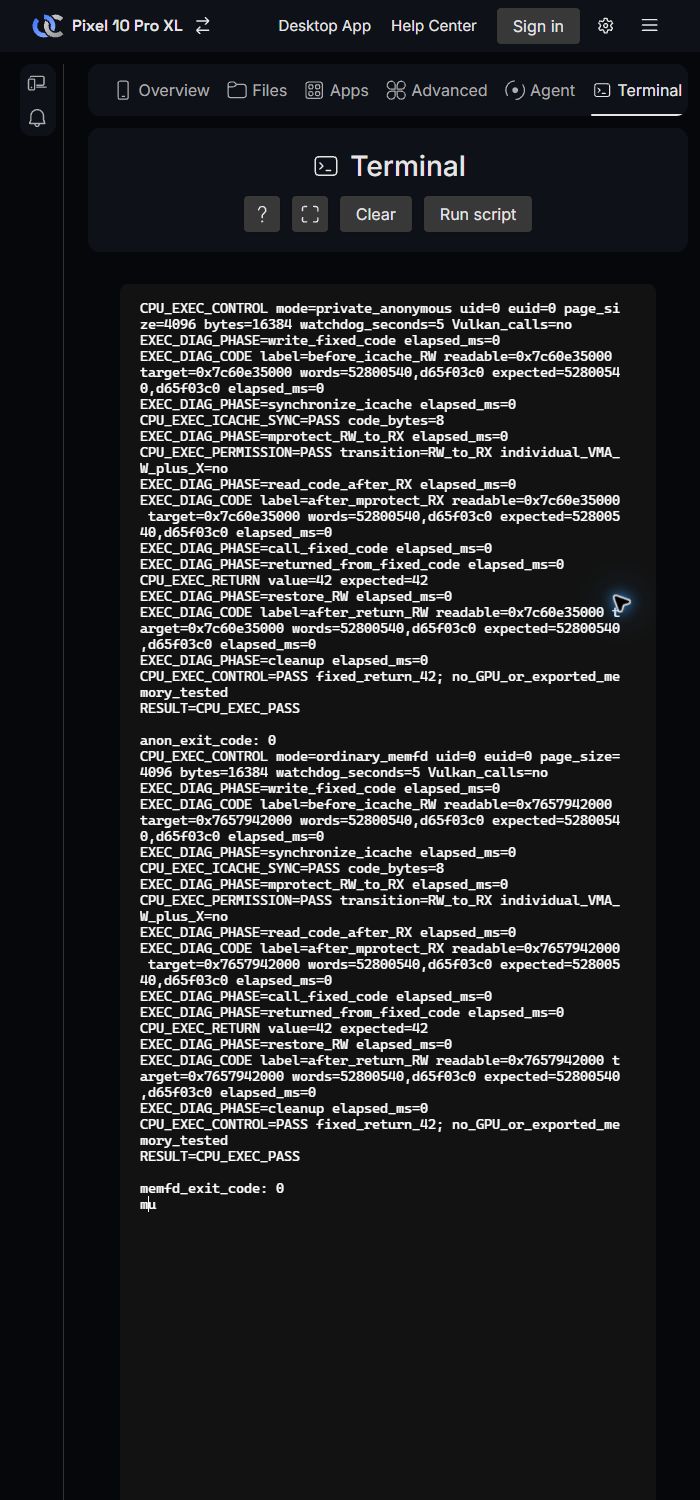 Pixel 10 Pro XL
Desktop App
Help Center
Sign in
Overview
Files
Apps
Advanced
Agent
Terminal
Terminal
?
Clear
Run script
CPU_EXEC_CONTROL mode=private_anonymous uid=0 euid=0 page_si
ze=4096 bytes=16384 watchdog_seconds=5 Vulkan_calls=no
EXEC_DIAG_PHASE=write_fixed_code elapsed_ms=0
EXEC_DIAG_CODE label=before_icache_RW readable=0x7c60e35000
target=0x7c60e35000 words=52800540,d65f03c0 expected=5280054
0,d65f03c0 elapsed_ms=0
EXEC_DIAG_PHASE=synchronize_icache elapsed_ms=0
CPU_EXEC_ICACHE_SYNC=PASS code_bytes=8
EXEC_DIAG_PHASE=mprotect_RW_to_RX elapsed_ms=0
CPU_EXEC_PERMISSION=PASS transition=RW_to_RX individual_VMA_
W_plus_X=no
EXEC_DIAG_PHASE=read_code_after_RX elapsed_ms=0
EXEC_DIAG_CODE label=after_mprotect_RX readable=0x7c60e35000
 target=0x7c60e35000 words=52800540,d65f03c0 expected=528005
40,d65f03c0 elapsed_ms=0
EXEC_DIAG_PHASE=call_fixed_code elapsed_ms=0
EXEC_DIAG_PHASE=returned_from_fixed_code elapsed_ms=0
CPU_EXEC_RETURN value=42 expected=42
EXEC_DIAG_PHASE=restore_RW elapsed_ms=0
EXEC_DIAG_CODE label=after_return_RW readable=0x7c60e35000 t
arget=0x7c60e35000 words=52800540,d65f03c0 expected=52800540
,d65f03c0 elapsed_ms=0
EXEC_DIAG_PHASE=cleanup elapsed_ms=0
CPU_EXEC_CONTROL=PASS fixed_return_42; no_GPU_or_exported_me
mory_tested
RESULT=CPU_EXEC_PASS
anon_exit_code: 0
CPU_EXEC_CONTROL mode=ordinary_memfd uid=0 euid=0 page_size=
4096 bytes=16384 watchdog_seconds=5 Vulkan_calls=no
EXEC_DIAG_PHASE=write_fixed_code elapsed_ms=0
EXEC_DIAG_CODE label=before_icache_RW readable=0x7657942000
target=0x7657942000 words=52800540,d65f03c0 expected=5280054
0,d65f03c0 elapsed_ms=0
EXEC_DIAG_PHASE=synchronize_icache elapsed_ms=0
CPU_EXEC_ICACHE_SYNC=PASS code_bytes=8
EXEC_DIAG_PHASE=mprotect_RW_to_RX elapsed_ms=0
CPU_EXEC_PERMISSION=PASS transition=RW_to_RX individual_VMA_
W_plus_X=no
EXEC_DIAG_PHASE=read_code_after_RX elapsed_ms=0
EXEC_DIAG_CODE label=after_mprotect_RX readable=0x7657942000
 target=0x7657942000 words=52800540,d65f03c0 expected=528005
40,d65f03c0 elapsed_ms=0
EXEC_DIAG_PHASE=call_fixed_code elapsed_ms=0
EXEC_DIAG_PHASE=returned_from_fixed_code elapsed_ms=0
CPU_EXEC_RETURN value=42 expected=42
EXEC_DIAG_PHASE=restore_RW elapsed_ms=0
EXEC_DIAG_CODE label=after_return_RW readable=0x7657942000 t
arget=0x7657942000 words=52800540,d65f03c0 expected=52800540
,d65f03c0 elapsed_ms=0
EXEC_DIAG_PHASE=cleanup elapsed_ms=0
CPU_EXEC_CONTROL=PASS fixed_return_42; no_GPU_or_exported_me
mory_tested
RESULT=CPU_EXEC_PASS
memfd_exit_code: 0
mu